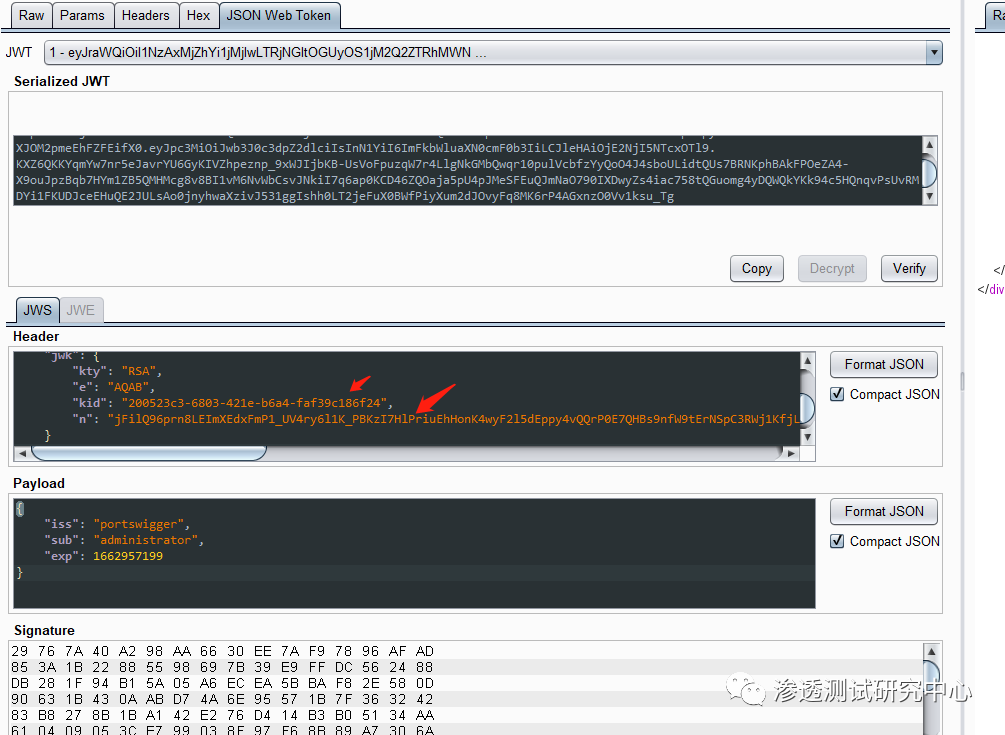 Raw Params Headers Hex JSON Web Token
JWT 1 - eyJraWQiOiI1NzAxMjZhYi1jMjIwLTRjNGItOGUyOS1jM2Q2ZTRhMWN ...
Serialized JWT
XJOM2pmeEhFZFEifX0.eyJpc3MiOiJwb3J0c3dpZ2dlciIsInN1YiI6ImFkbWluaXN0cmF0b3IiLCJleHAiOjE2NjI5NTcxOTl9.
KXZ6QKKYqmYw7nr5eJavrYU6GyKIVZhpeznp_9xWJIjbKB-UsVoFpuzqW7r4LlgNkGMbQwqr10pulVcbfzYyQoO4J4sboULidtQUs7BRNKphBAkFPOeZA4-
X9ouJpzBqb7HYm1ZB5QMHMcg8v8BI1vM6NvWbCsvJNkiI7q6ap0KCD46ZQOaja5pU4pJMeSFEuQJmNaO790IXDwyZs4iac758tQGuomg4yDQWQkYKk94c5HQnqvPsUvRM
DYi1FKUDJceEHuQE2JULsAo0jnyhwaXzivJ531ggIshh0LT2jeFuX0BWfPiyXum2dJOvyFq8MK6rP4AGxnzO0Vv1ksu_Tg
Copy Decrypt Verify
</
</div
JWS JWE
Header
"jwk": {
"kty": "RSA",
"e": "AQAB",
"kid": "200523c3-6803-421e-b6a4-faf39c186f24",
"n": "jFilQ96prn8LEImXEdxFmP1_UV4ry6l1K_PBKzI7HlPriuEhHonK4wyF2l5dEppy4vQQrP0E7QHBs9nfW9tErNSpC3RWj1KfjL
}
Format JSON
Compact JSON
Payload
{
"iss": "portswigger",
"sub": "administrator",
"exp": 1662957199
}
Format JSON
Compact JSON
Signature
29 76 7A 40 A2 98 AA 66 30 EE 7A F9 78 96 AF AD
85 3A 1B 22 88 55 98 69 7B 39 E9 FF DC 56 24 88
DB 28 1F 94 B1 5A 05 A6 EC EA 5B BA F8 2E 58 0D
90 63 1B 43 0A AB D7 4A 6E 95 57 1B 7F 36 32 42
83 B8 27 8B 1B A1 42 E2 76 D4 14 B3 B0 51 34 AA
61 04 09 05 3C E7 99 03 8F 97 F6 8B 89 A7 30 6A
渗透测试研究中心